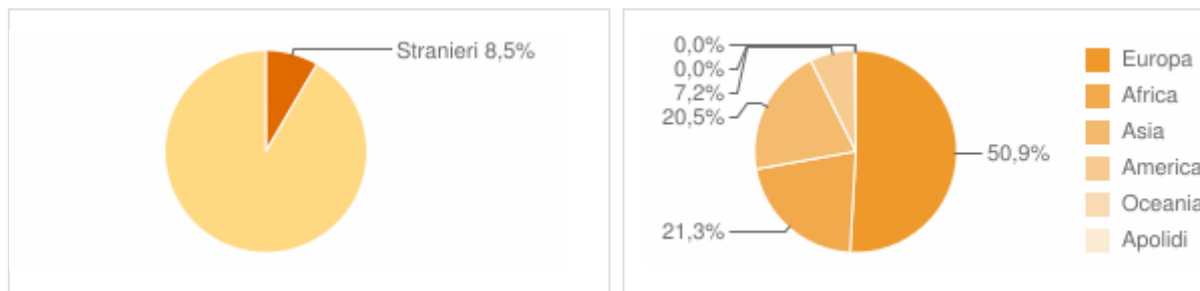 Stranieri 8,5%
0,0%
0,0%
7,2%
20,5%
21,3%
50,9%
Europa
Africa
Asia
America
Oceania
Apolidi